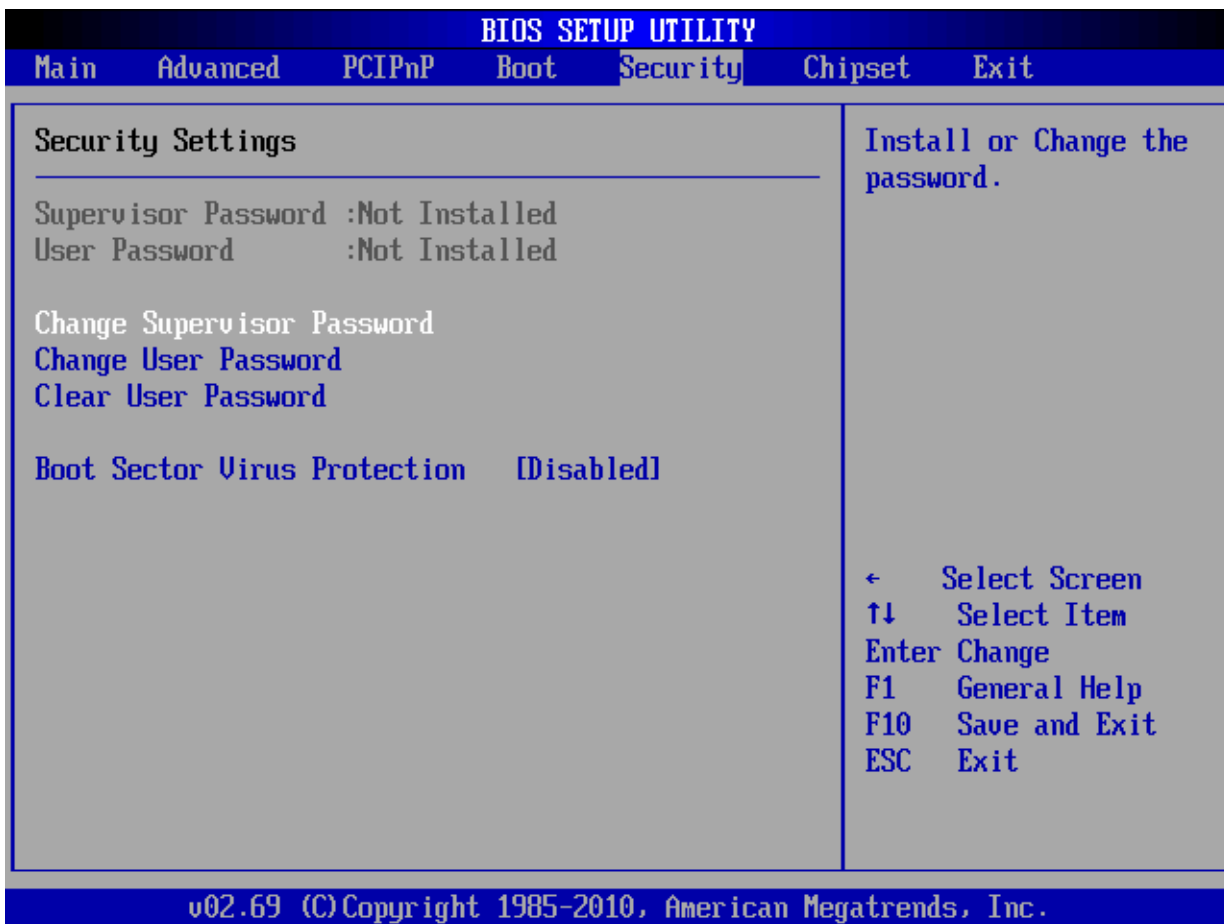 BIOS SETUP UTILITY
Main Advanced PCIPnP Boot Security Chipset Exit
Security Settings
Supervisor Password :Not Installed
User Password :Not Installed
Change Supervisor Password
Change User Password
Clear User Password
Boot Sector Virus Protection [Disabled]
Install or Change the
password.
← Select Screen
↑↓ Select Item
Enter Change
F1 General Help
F10 Save and Exit
ESC Exit
v02.69 (C)Copyright 1985-2010, American Megatrends, Inc.